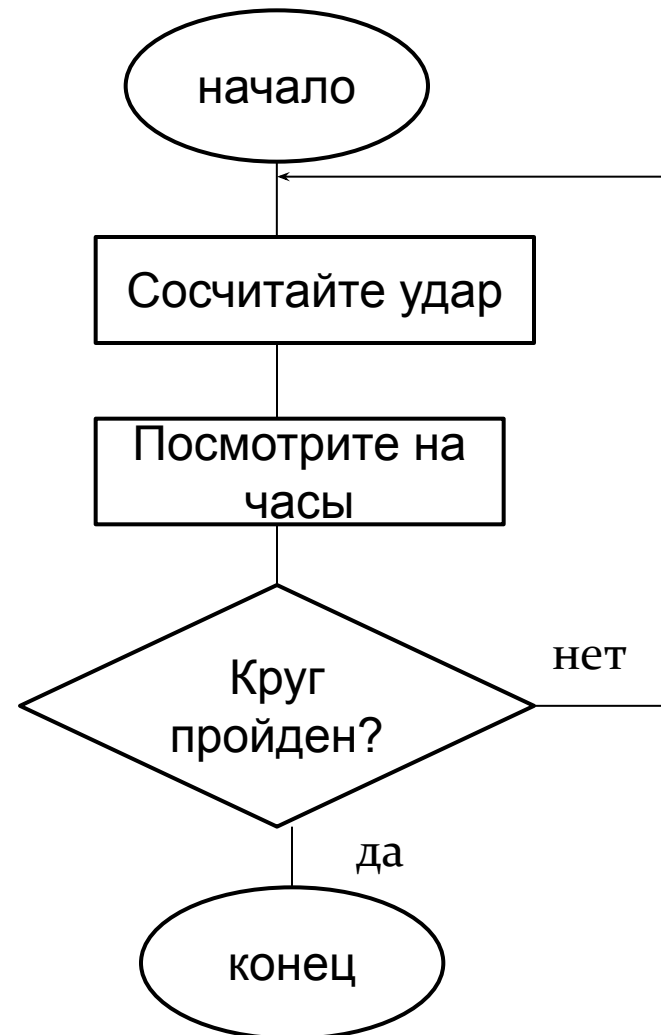 начало
Сосчитайте удар
Посмотрите на
часы
Круг
пройден?
нет
да
конец